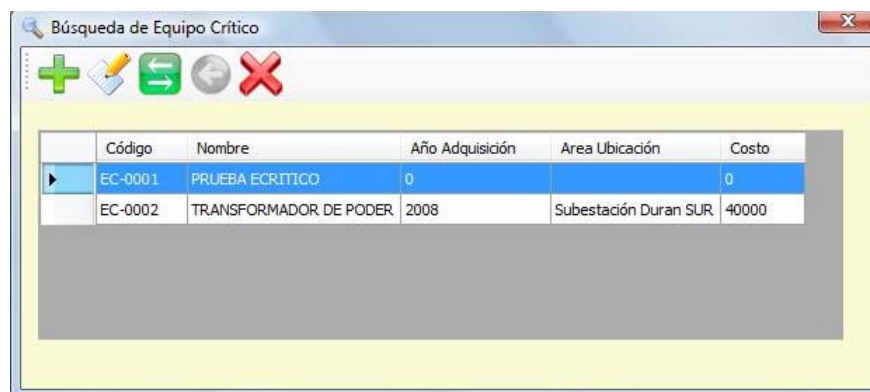 Búsqueda de Equipo Crítico
Código Nombre Año Adquisición Area Ubicación Costo
EC-0001 PRUEBA ECRITICO 0 0
EC-0002 TRANSFORMADOR DE PODER 2008 Subestación Duran SUR 40000